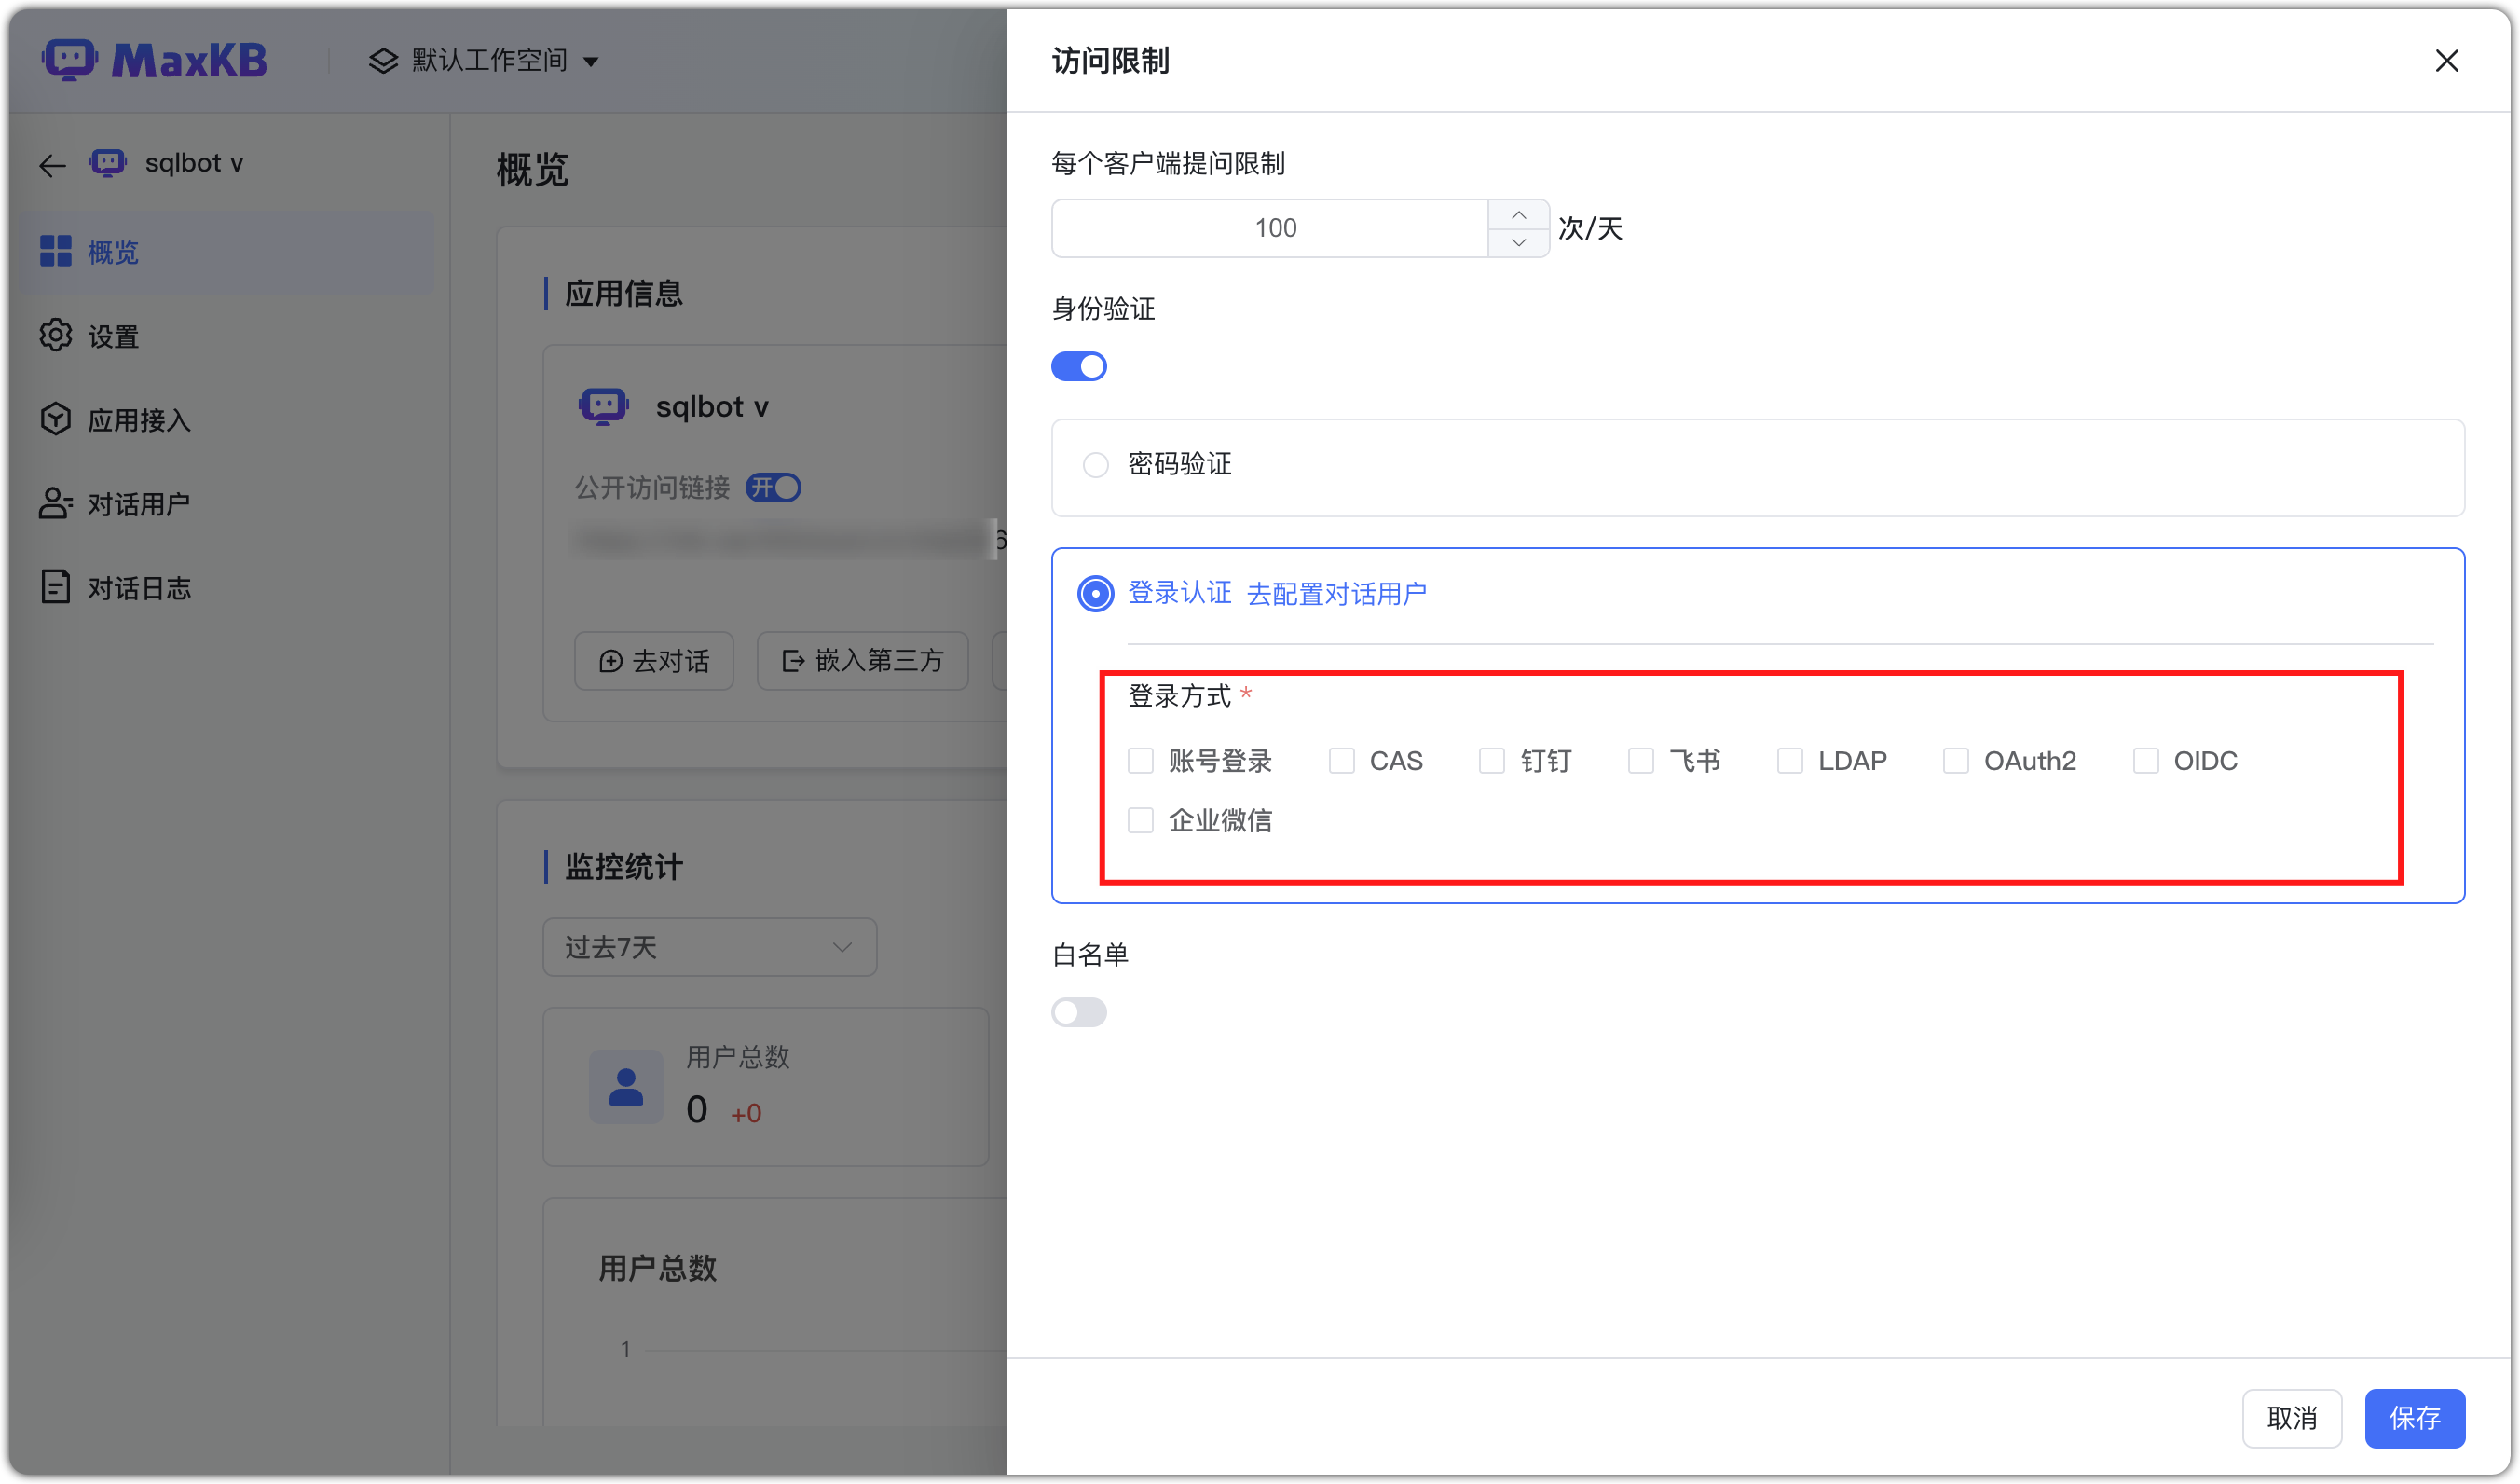 MaxKB
默认工作空间
sqlbot v
概览
设置
应用接入
对话用户
对话日志
概览
应用信息
sqlbot v
公开访问链接 开
6
去对话 嵌入第三方
监控统计
过去7天
用户总数
0 +0
用户总数
1
访问限制
每个客户端提问限制
100 次/天
身份验证
密码验证
登录认证 去配置对话用户
登录方式 *
账号登录 CAS 钉钉 飞书 LDAP OAuth2 OIDC
企业微信
白名单
取消 保存